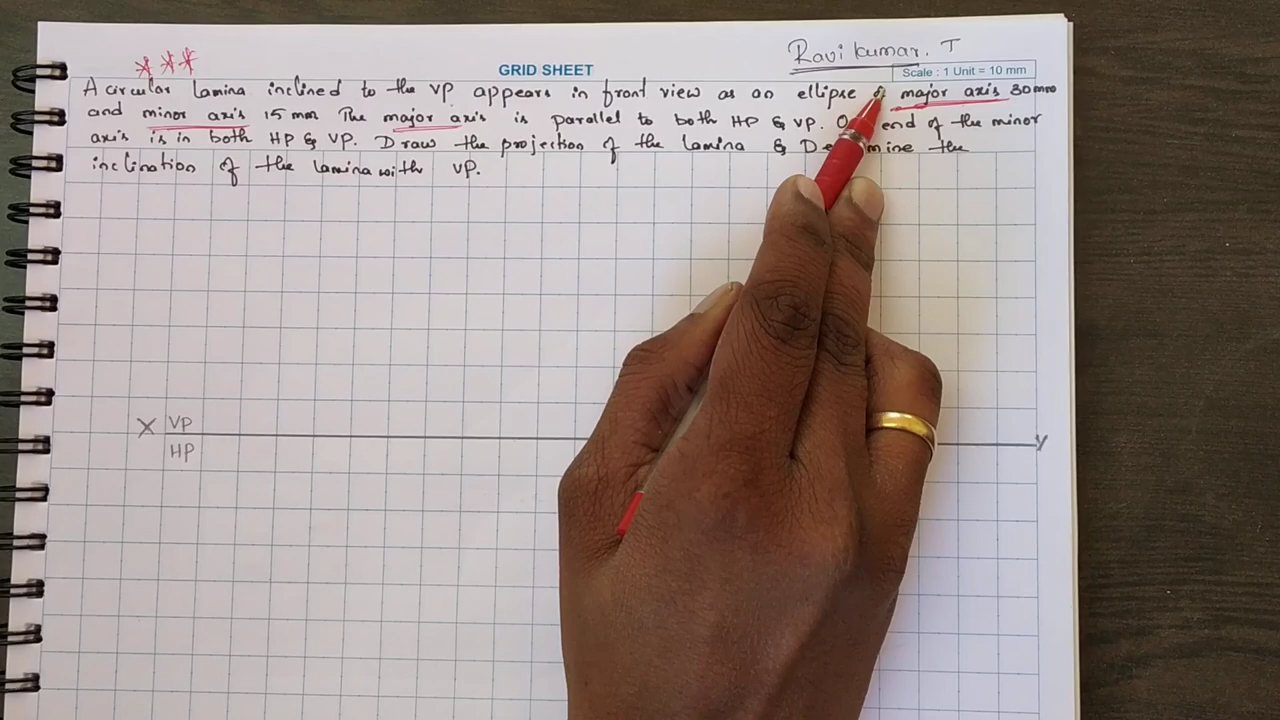 Ravi kumar. T
GRID SHEET
Scale : 1 Unit = 10 mm
A circular lamina inclined to the VP appears in front view as an ellipse major axis 30mm
and minor axis 15 mm The major axis is parallel to both HP & VP. end of the minor
axis is in both HP & VP. Draw the projection of the lamina & the
inclination of the lamina with VP.
X VP
HP
Y